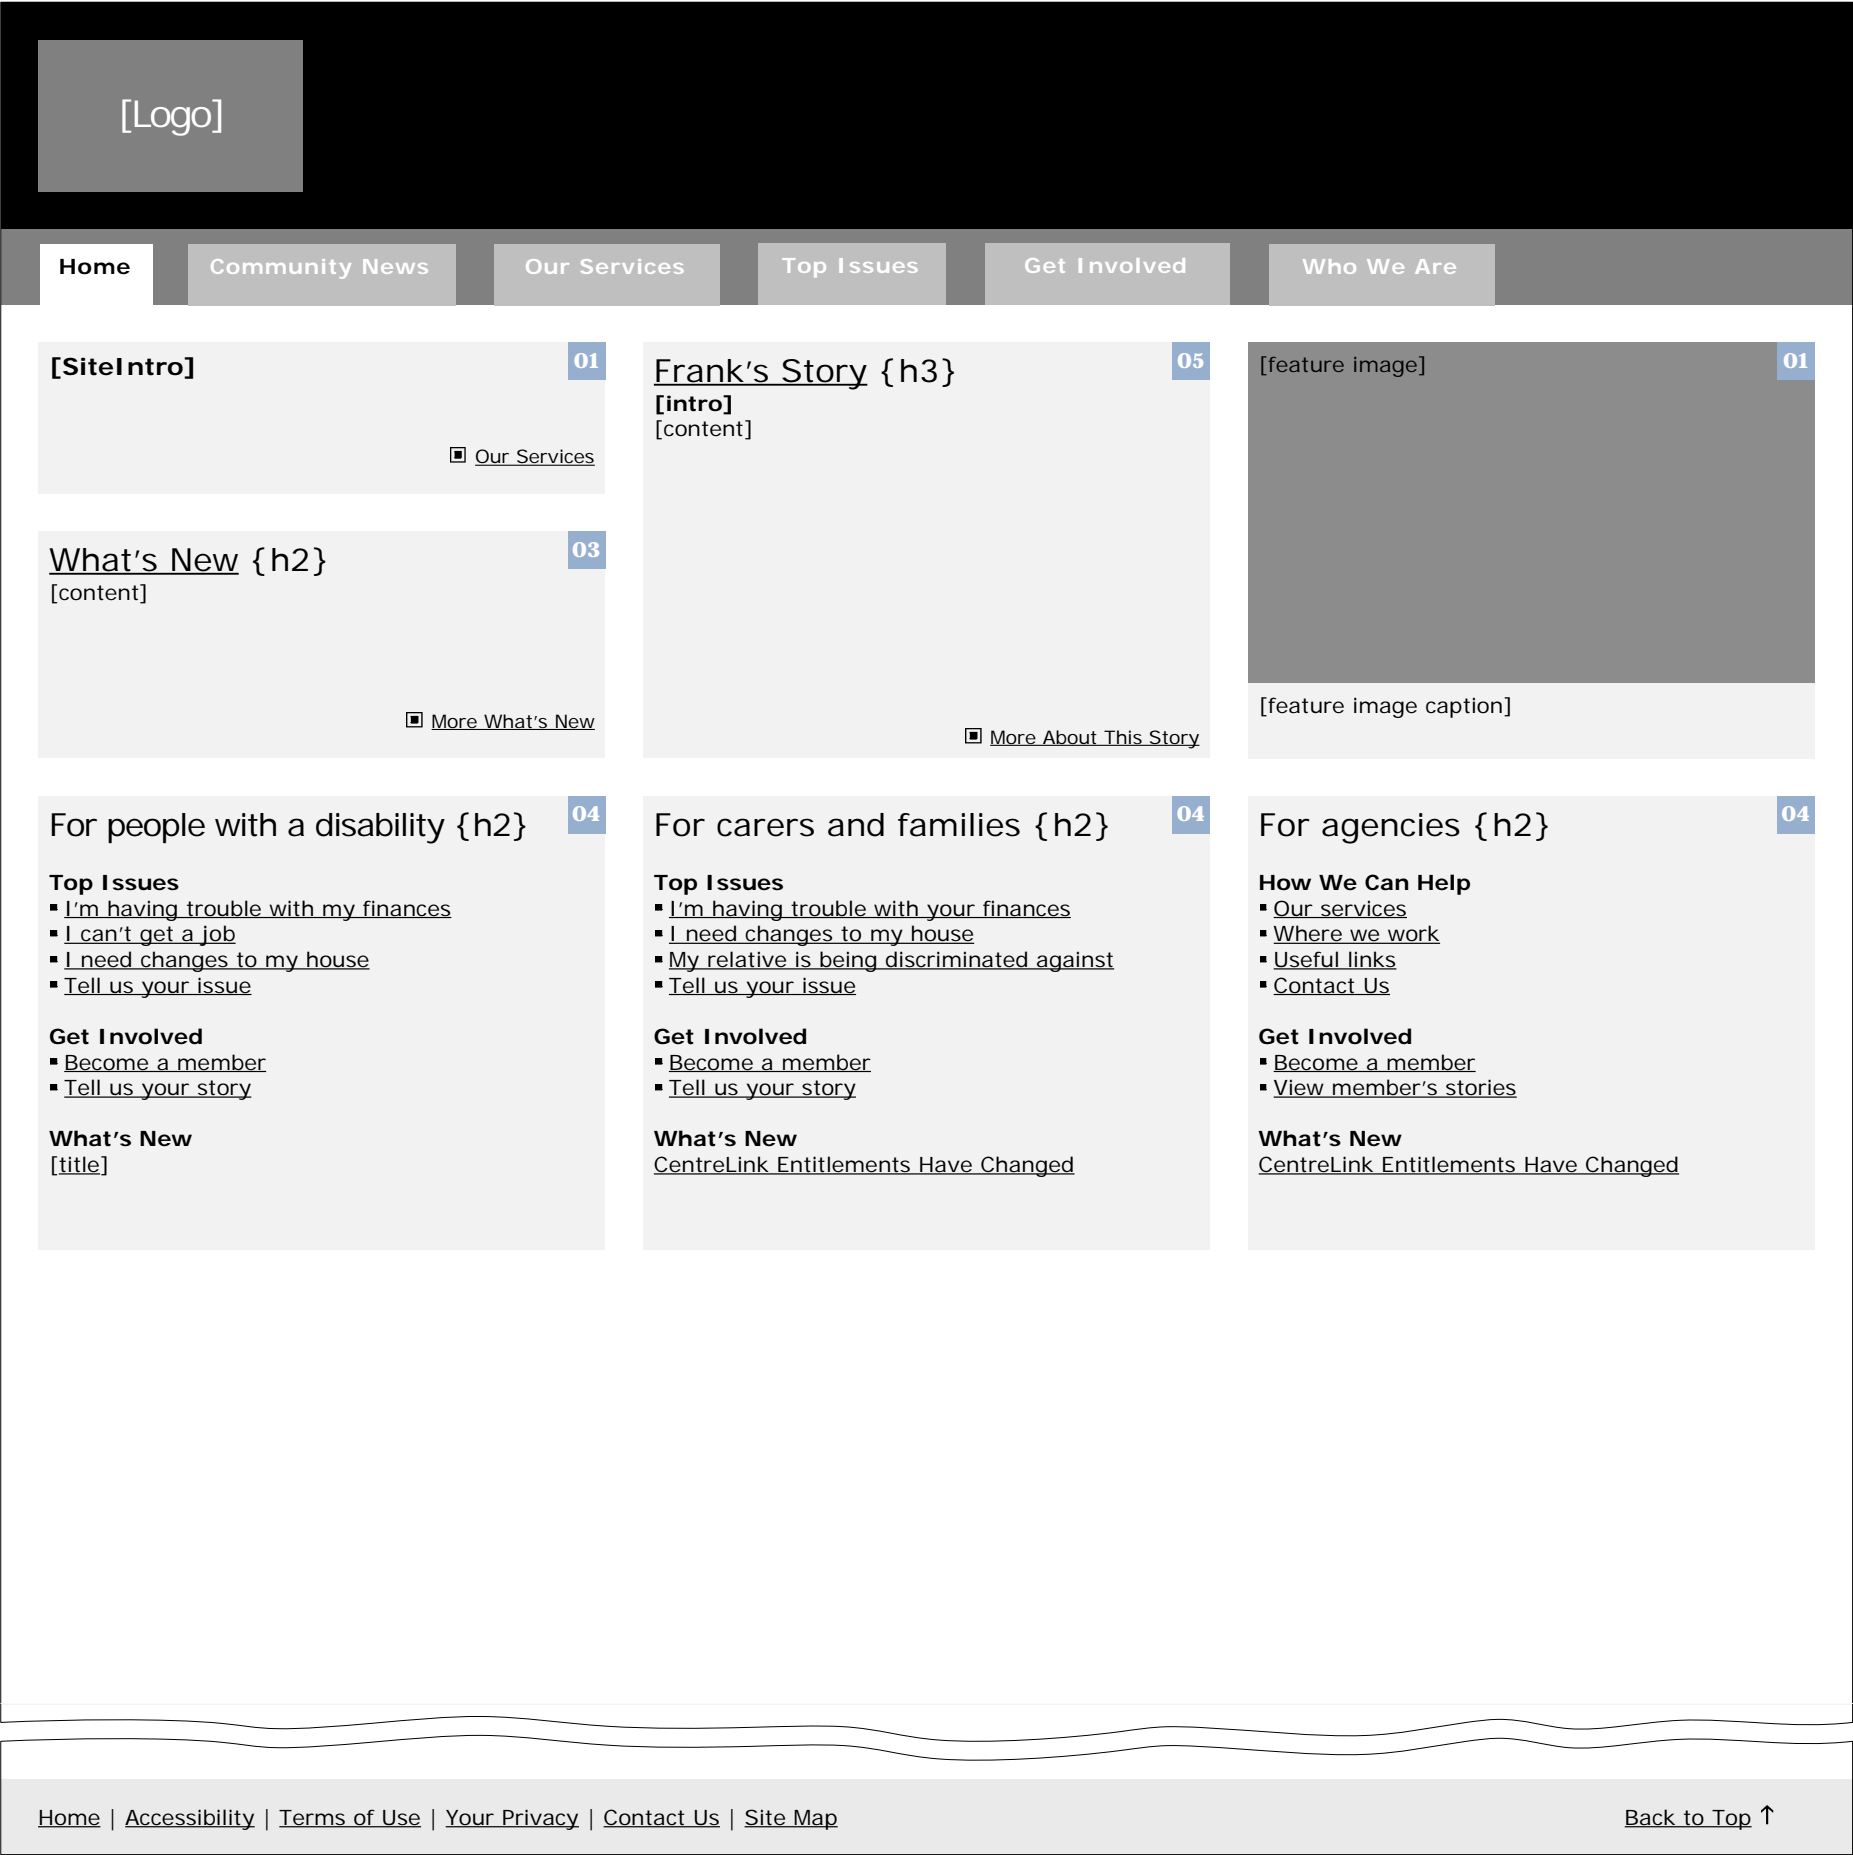 [Logo]
Home
Community News
Our Services
Top Issues
Get Involved
Who We Are
[SiteIntro]
01
Our Services
What's New {h2}
03
[content]
More What's New
Frank's Story {h3}
05
[intro]
[content]
More About This Story
[feature image]
01
[feature image caption]
For people with a disability {h2}
04
Top Issues
I'm having trouble with my finances
I can't get a job
I need changes to my house
Tell us your issue
Get Involved
Become a member
Tell us your story
What's New
[title]
For carers and families {h2}
04
Top Issues
I'm having trouble with your finances
I need changes to my house
My relative is being discriminated against
Tell us your issue
Get Involved
Become a member
Tell us your story
What's New
CentreLink Entitlements Have Changed
For agencies {h2}
04
How We Can Help
Our services
Where we work
Useful links
Contact Us
Get Involved
Become a member
View member's stories
What's New
CentreLink Entitlements Have Changed
Home | Accessibility | Terms of Use | Your Privacy | Contact Us | Site Map
Back to Top ↑